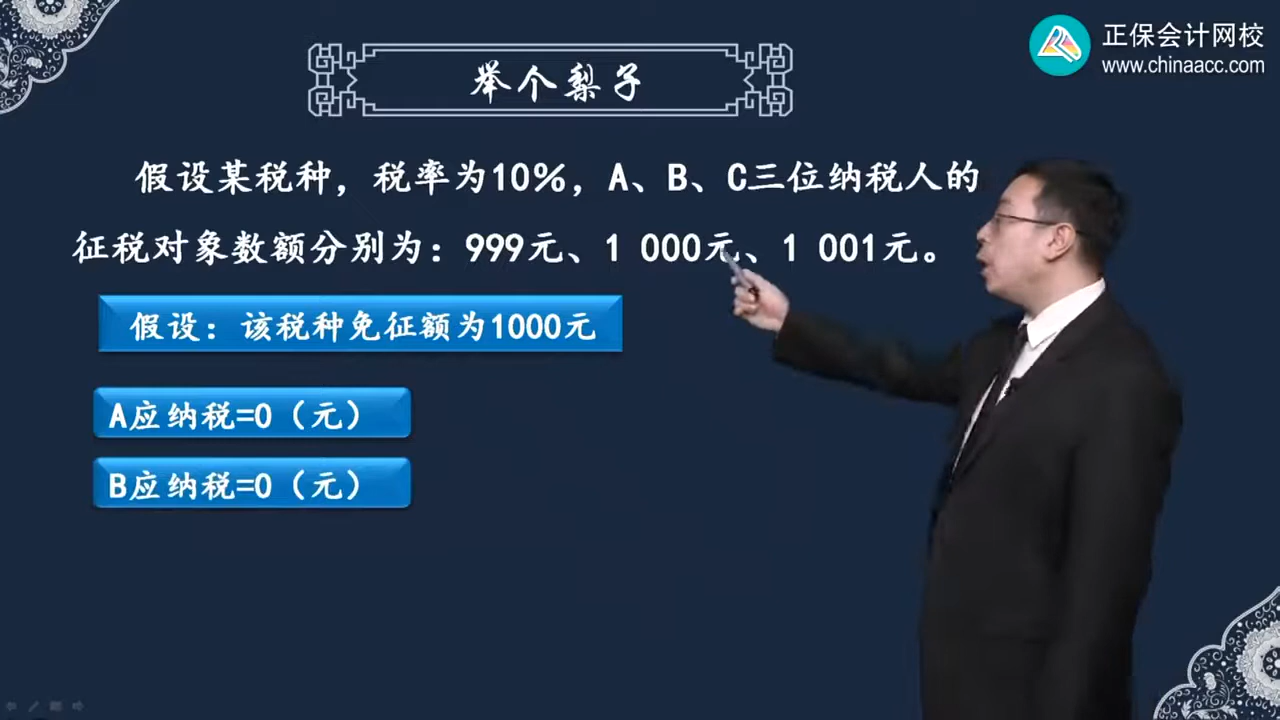 正保会计网校
www.chinaacc.com
举个梨子
假设某税种，税率为10%，A、B、C三位纳税人的
征税对象数额分别为：999元、1 000元、1 001元。
假设：该税种免征额为1000元
A应纳税=0（元）
B应纳税=0（元）